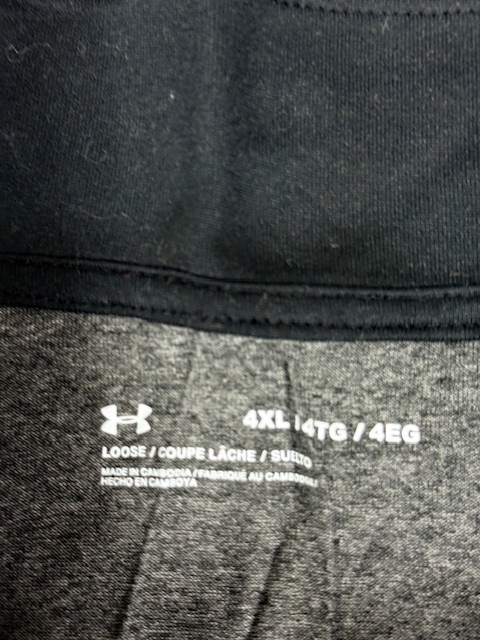 4XL / 4TG / 4EG
LOOSE / COUPE LÂCHE / SUELTO
MADE IN CAMBODIA / FABRIQUÉ AU CAMBODGE /
HECHO EN CAMBOYA